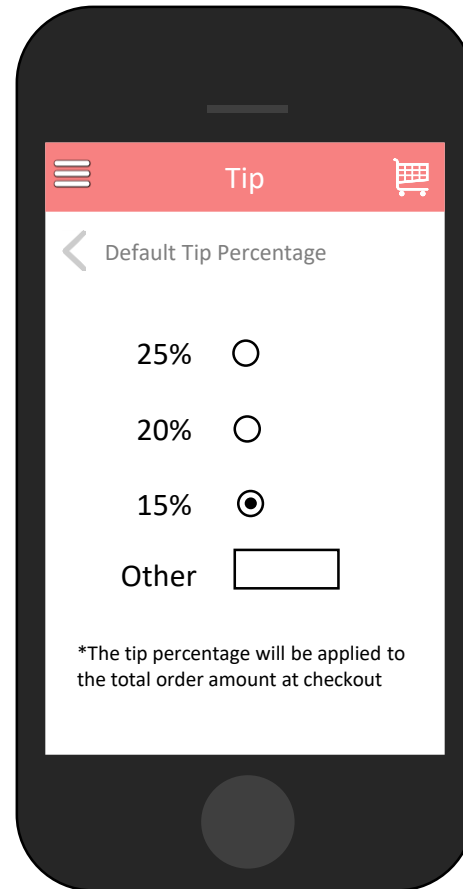 Tip
Default Tip Percentage
25%
20%
15%
Other
*The tip percentage will be applied to
the total order amount at checkout